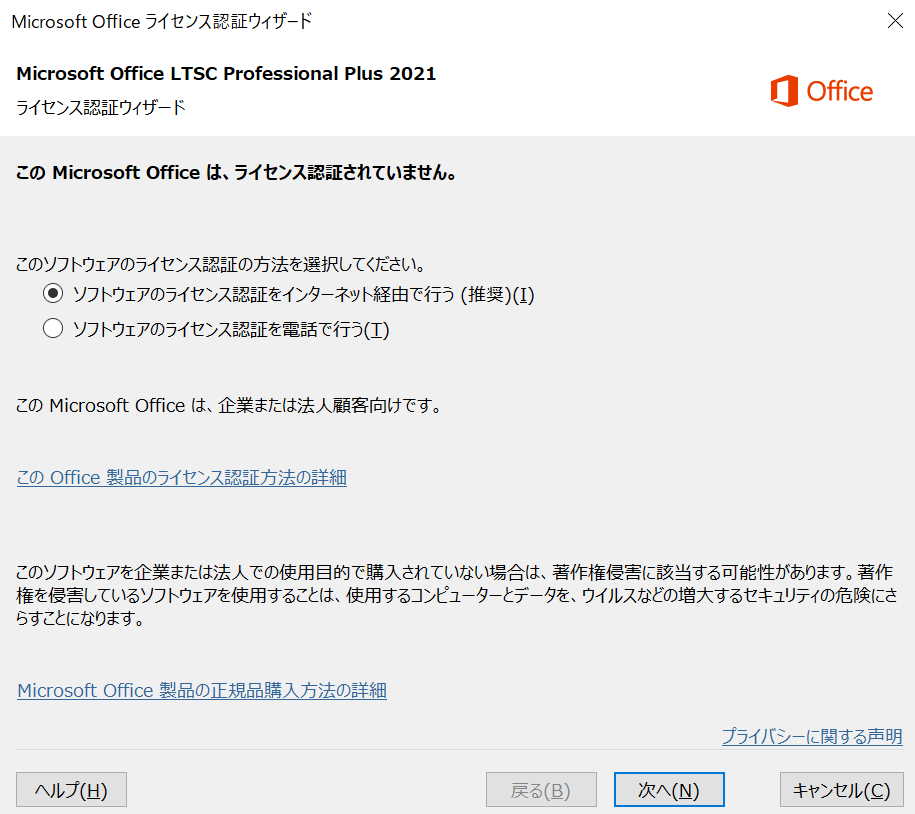 Microsoft Office ライセンス認証ウィザード
Microsoft Office LTSC Professional Plus 2021
ライセンス認証ウィザード
Office
この Microsoft Office は、ライセンス認証されていません。
このソフトウェアのライセンス認証の方法を選択してください。
ソフトウェアのライセンス認証をインターネット経由で行う (推奨)(I)
ソフトウェアのライセンス認証を電話で行う(T)
この Microsoft Office は、企業または法人顧客向けです。
この Office 製品のライセンス認証方法の詳細
このソフトウェアを企業または法人での使用目的で購入されていない場合は、著作権侵害に該当する可能性があります。著作
権を侵害しているソフトウェアを使用することは、使用するコンピューターとデータを、ウイルスなどの増大するセキュリティの危険にさ
らすことになります。
Microsoft Office 製品の正規品購入方法の詳細
プライバシーに関する声明
ヘルプ(H)
戻る(B)
次へ(N)
キャンセル(C)